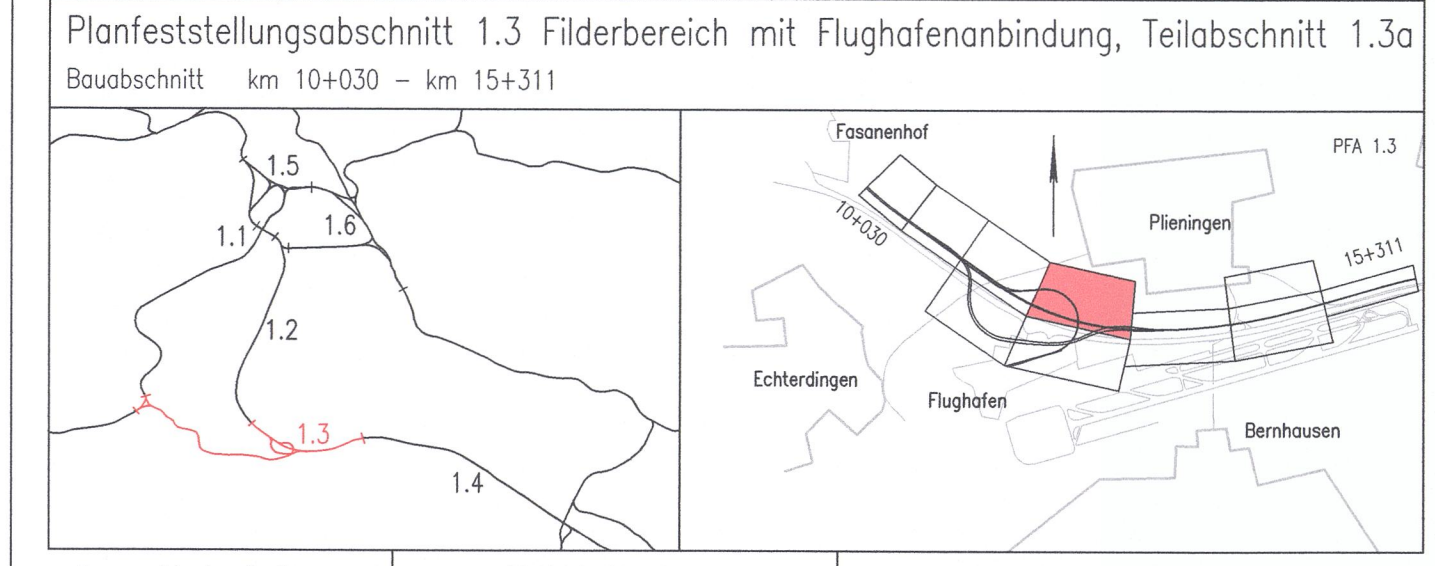 Planfeststellungsabschnitt 1.3 Filderbereich mit Flughafenanbindung, Teilabschnitt 1.3a
Bauabschnitt km 10+030 – km 15+311
1.5
1.6
1.1
1.2
1.3
1.4
Fasanenhof
PFA 1.3
10+030
Plieningen
15+311
Echterdingen
Flughafen
Bernhausen